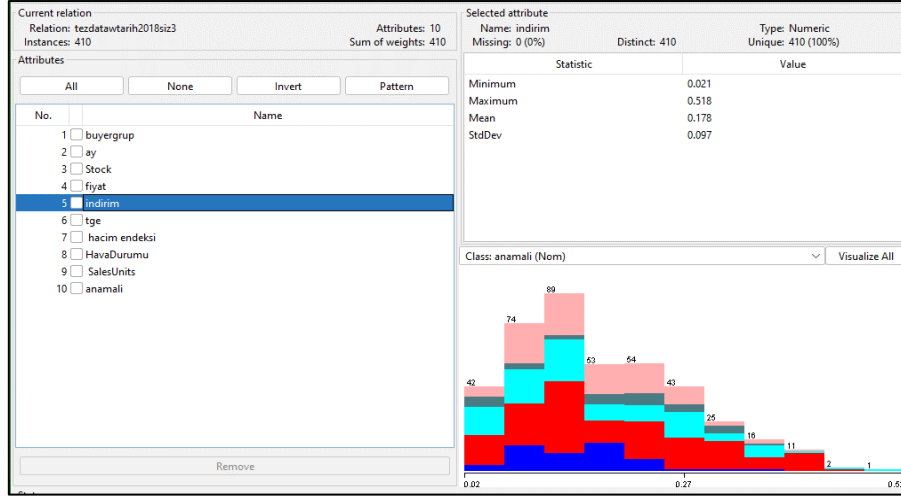 Current relation
Relation: tezdatawtarih2018siz3 Attributes: 10
Instances: 410 Sum of weights: 410
Attributes
All None Invert Pattern
No. Name
1 buyergrup
2 ay
3 Stock
4 fiyat
5 indirim
6 tge
7 hacim endeksi
8 HavaDurumu
9 SalesUnits
10 anamali
Remove
Selected attribute
Name: indirim Type: Numeric
Missing: 0 (0%) Distinct: 410 Unique: 410 (100%)
Statistic Value
Minimum 0.021
Maximum 0.518
Mean 0.178
StdDev 0.097
Class: anamali (Nom) Visualize All
42 74 89 53 54 43 25 16 11 2 1
0.02 0.27